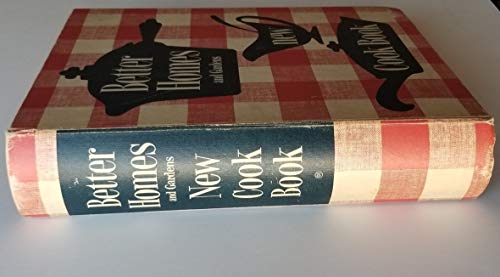 Better
Homes
and Gardens
new
Cook Book
Better
Homes
and Gardens
New
Cook
Book
®